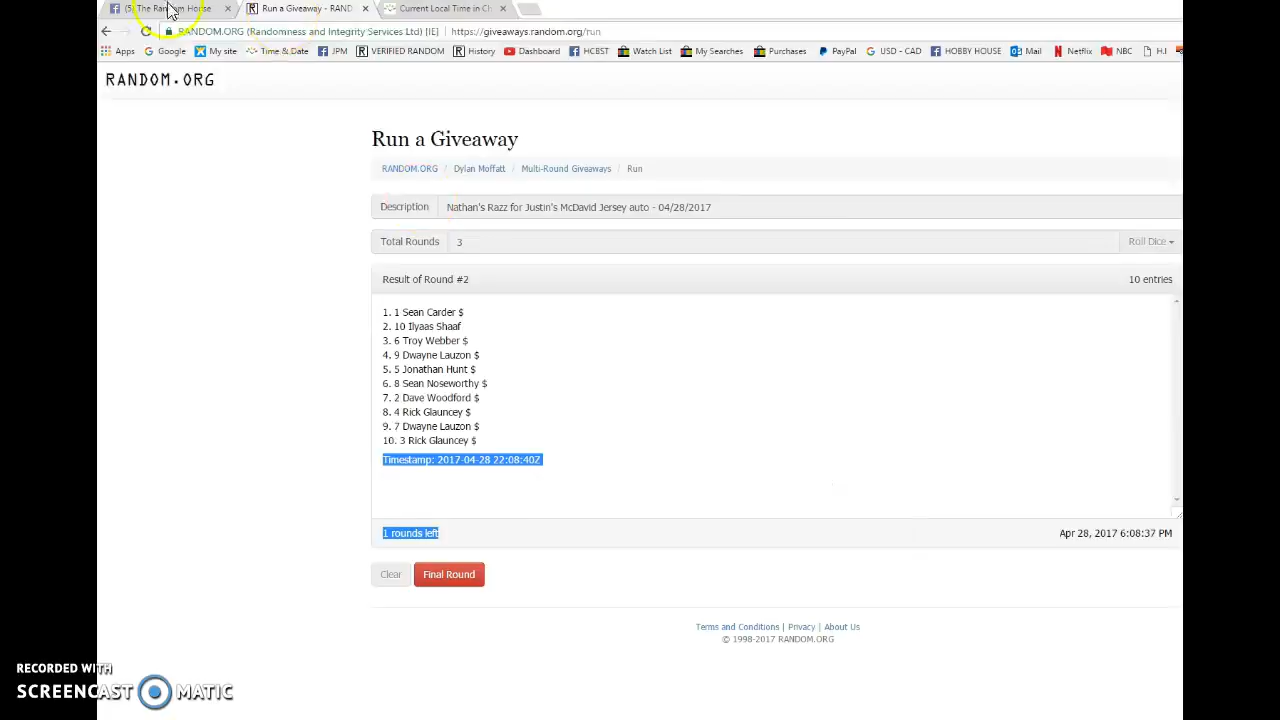 (5) The Random House
Run a Giveaway - RAND
Current Local Time in Ch
RANDOM.ORG (Randomness and Integrity Services Ltd) [IE]
https://giveaways.random.org/run
Apps
Google
My site
Time & Date
JPM
VERIFIED RANDOM
History
Dashboard
HCBST
Watch List
My Searches
Purchases
PayPal
USD - CAD
HOBBY HOUSE
Mail
Netflix
NBC
H.I
RANDOM.ORG
Run a Giveaway
RANDOM.ORG / Dylan Moffatt / Multi-Round Giveaways / Run
Description Nathan's Razz for Justin's McDavid Jersey auto - 04/28/2017
Total Rounds 3 Roll Dice
Result of Round #2 10 entries
1. 1 Sean Carder $
2. 10 Ilyaas Shaaf
3. 6 Troy Webber $
4. 9 Dwayne Lauzon $
5. 5 Jonathan Hunt $
6. 8 Sean Noseworthy $
7. 2 Dave Woodford $
8. 4 Rick Glauncey $
9. 7 Dwayne Lauzon $
10. 3 Rick Glauncey $
Timestamp: 2017-04-28 22:08:40Z
1 rounds left Apr 28, 2017 6:08:37 PM
Clear Final Round
Terms and Conditions | Privacy | About Us
© 1998-2017 RANDOM.ORG
RECORDED WITH
SCREENCAST MATIC